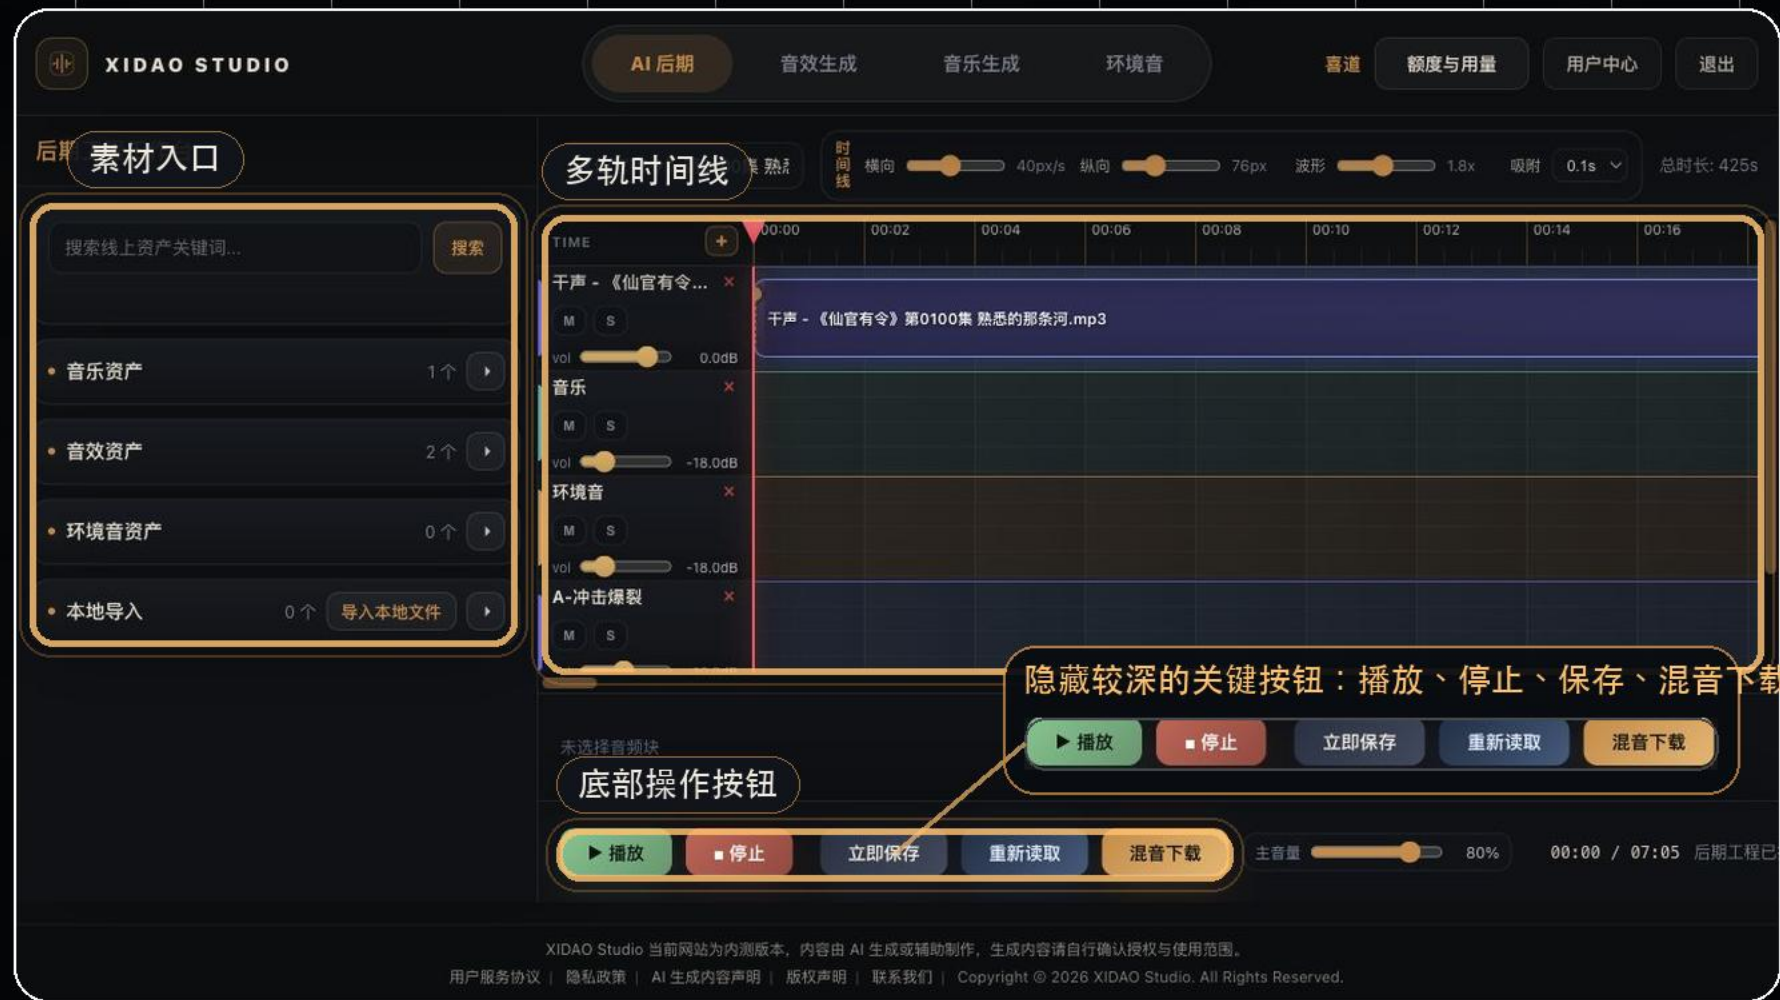 XIDAO STUDIO
AI 后期
音效生成
音乐生成
环境音
喜道
额度与用量
用户中心
退出
后期
素材入口
多轨时间线
集 熟
时间线
横向
40px/s
纵向
76px
波形
1.8x
吸附
0.1s
总时长: 425s
搜索线上资产关键词...
搜索
音乐资产
1 个
音效资产
2 个
环境音资产
0 个
本地导入
0 个
导入本地文件
TIME
+
00:00
00:02
00:04
00:06
00:08
00:10
00:12
00:14
00:16
干声 - 《仙官有令...
×
M
S
vol
0.0dB
干声 - 《仙官有令》第0100集 熟悉的那条河.mp3
音乐
×
M
S
vol
-18.0dB
环境音
×
M
S
vol
-18.0dB
A-冲击爆裂
×
M
S
隐藏较深的关键按钮：播放、停止、保存、混音下载
▶ 播放
■ 停止
立即保存
重新读取
混音下载
未选择音频块
底部操作按钮
▶ 播放
■ 停止
立即保存
重新读取
混音下载
主音量
80%
00:00 / 07:05
后期工程已
XIDAO Studio 当前网站为内测版本，内容由 AI 生成或辅助制作，生成内容请自行确认授权与使用范围。
用户服务协议 | 隐私政策 | AI 生成内容声明 | 版权声明 | 联系我们 | Copyright © 2026 XIDAO Studio. All Rights Reserved.